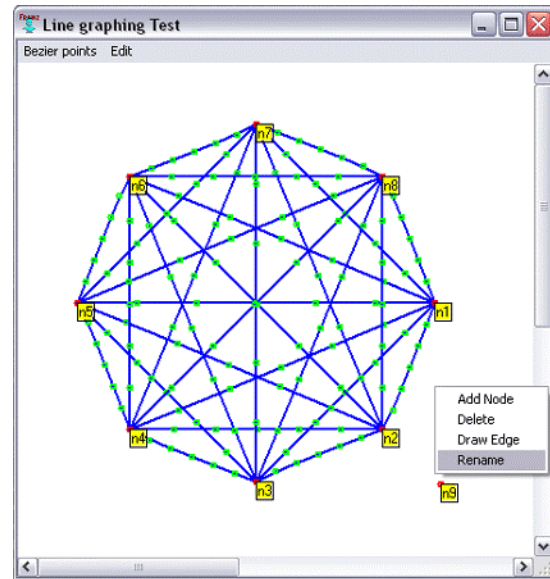 Franz
Line graphing Test
Bezier points Edit
n7
n6
n8
n5
n1
Add Node
Delete
Draw Edge
Rename
n4
n2
n3
n9